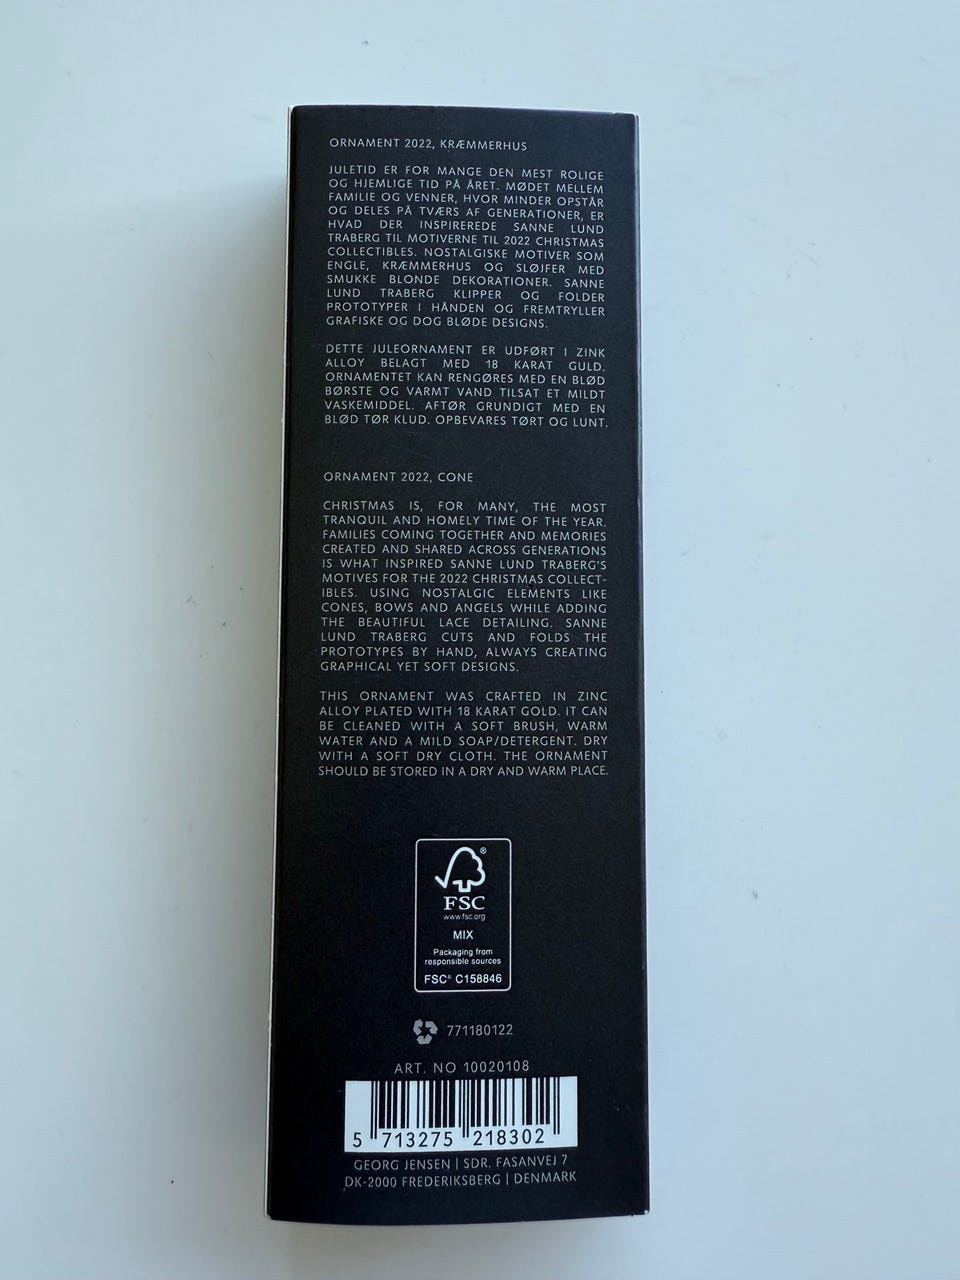 ORNAMENT 2022, KRÆMMERHUS
JULETID ER FOR MANGE DEN MEST ROLIGE
OG HJEMLIGE TID PÅ ÅRET. MØDET MELLEM
FAMILIE OG VENNER, HVOR MINDER OPSTÅR
OG DELES PÅ TVÆRS AF GENERATIONER, ER
HVAD DER INSPIREREDE SANNE LUND
TRABERG TIL MOTIVERNE TIL 2022 CHRISTMAS
COLLECTIBLES. NOSTALGISKE MOTIVER SOM
ENGLE, KRÆMMERHUS OG SLØJFER MED
SMUKKE BLONDE DEKORATIONER. SANNE
LUND TRABERG KLIPPER OG FOLDER
PROTOTYPER I HÅNDEN OG FREMTRYLLER
GRAFISKE OG DOG BLØDE DESIGNS.
DETTE JULEORNAMENT ER UDFØRT I ZINK
ALLOY BELAGT MED 18 KARAT GULD.
ORNAMENTET KAN RENGØRES MED EN BLØD
BØRSTE OG VARMT VAND TILSAT ET MILDT
VASKEMIDDEL. AFTØR GRUNDIGT MED EN
BLØD TØR KLUD. OPBEVARES TØRT OG LUNT.
ORNAMENT 2022, CONE
CHRISTMAS IS, FOR MANY, THE MOST
TRANQUIL AND HOMELY TIME OF THE YEAR.
FAMILIES COMING TOGETHER AND MEMORIES
CREATED AND SHARED ACROSS GENERATIONS
IS WHAT INSPIRED SANNE LUND TRABERG'S
MOTIVES FOR THE 2022 CHRISTMAS COLLECT-
IBLES. USING NOSTALGIC ELEMENTS LIKE
CONES, BOWS AND ANGELS WHILE ADDING
THE BEAUTIFUL LACE DETAILING. SANNE
LUND TRABERG CUTS AND FOLDS THE
PROTOTYPES BY HAND, ALWAYS CREATING
GRAPHICAL YET SOFT DESIGNS.
THIS ORNAMENT WAS CRAFTED IN ZINC
ALLOY PLATED WITH 18 KARAT GOLD. IT CAN
BE CLEANED WITH A SOFT BRUSH, WARM
WATER AND A MILD SOAP/DETERGENT. DRY
WITH A SOFT DRY CLOTH. THE ORNAMENT
SHOULD BE STORED IN A DRY AND WARM PLACE.
®
FSC
www.fsc.org
MIX
Packaging from
responsible sources
FSC® C158846
771180122
ART. NO 10020108
5 713275 218302
GEORG JENSEN | SDR. FASANVEJ 7
DK-2000 FREDERIKSBERG | DENMARK